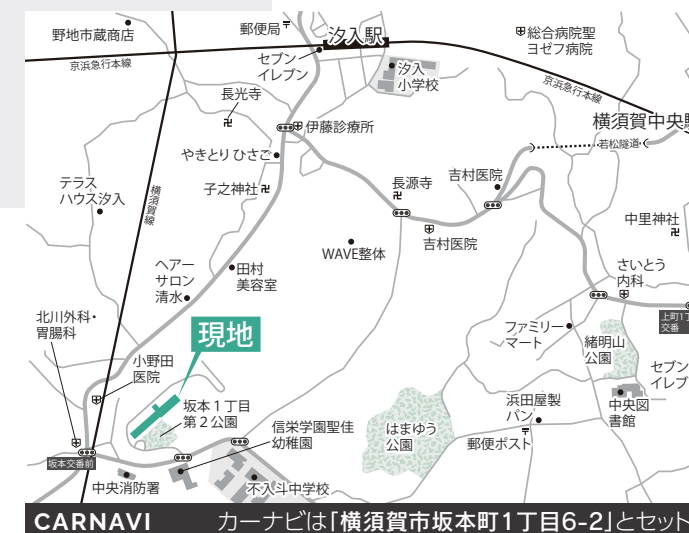 野地市蔵商店
郵便局〒
汐入駅
総合病院聖
ヨゼフ病院
セブン
イレブン
京浜急行本線
汐入
小学校
京浜急行本線
長光寺
横須賀中央駅
伊藤診療所
若松隧道
やきとり ひさご
テラス
ハウス汐入
横須賀線
子之神社
長源寺
吉村医院
中里神社
吉村医院
WAVE整体
さいとう
内科
ヘアー
サロン
清水
田村
美容室
北川外科・
胃腸科
現地
ファミリー
マート
緒明山
公園
上町1丁
交番
小野田
医院
セブン
イレブ
坂本1丁目
第2公園
信栄学園聖佳
幼稚園
はまゆう
公園
浜田屋製
パン
中央図
書館
郵便ポスト
坂本交番前
中央消防署
不入斗中学校
CARNAVI
カーナビは「横須賀市坂本町1丁目6-2」とセット